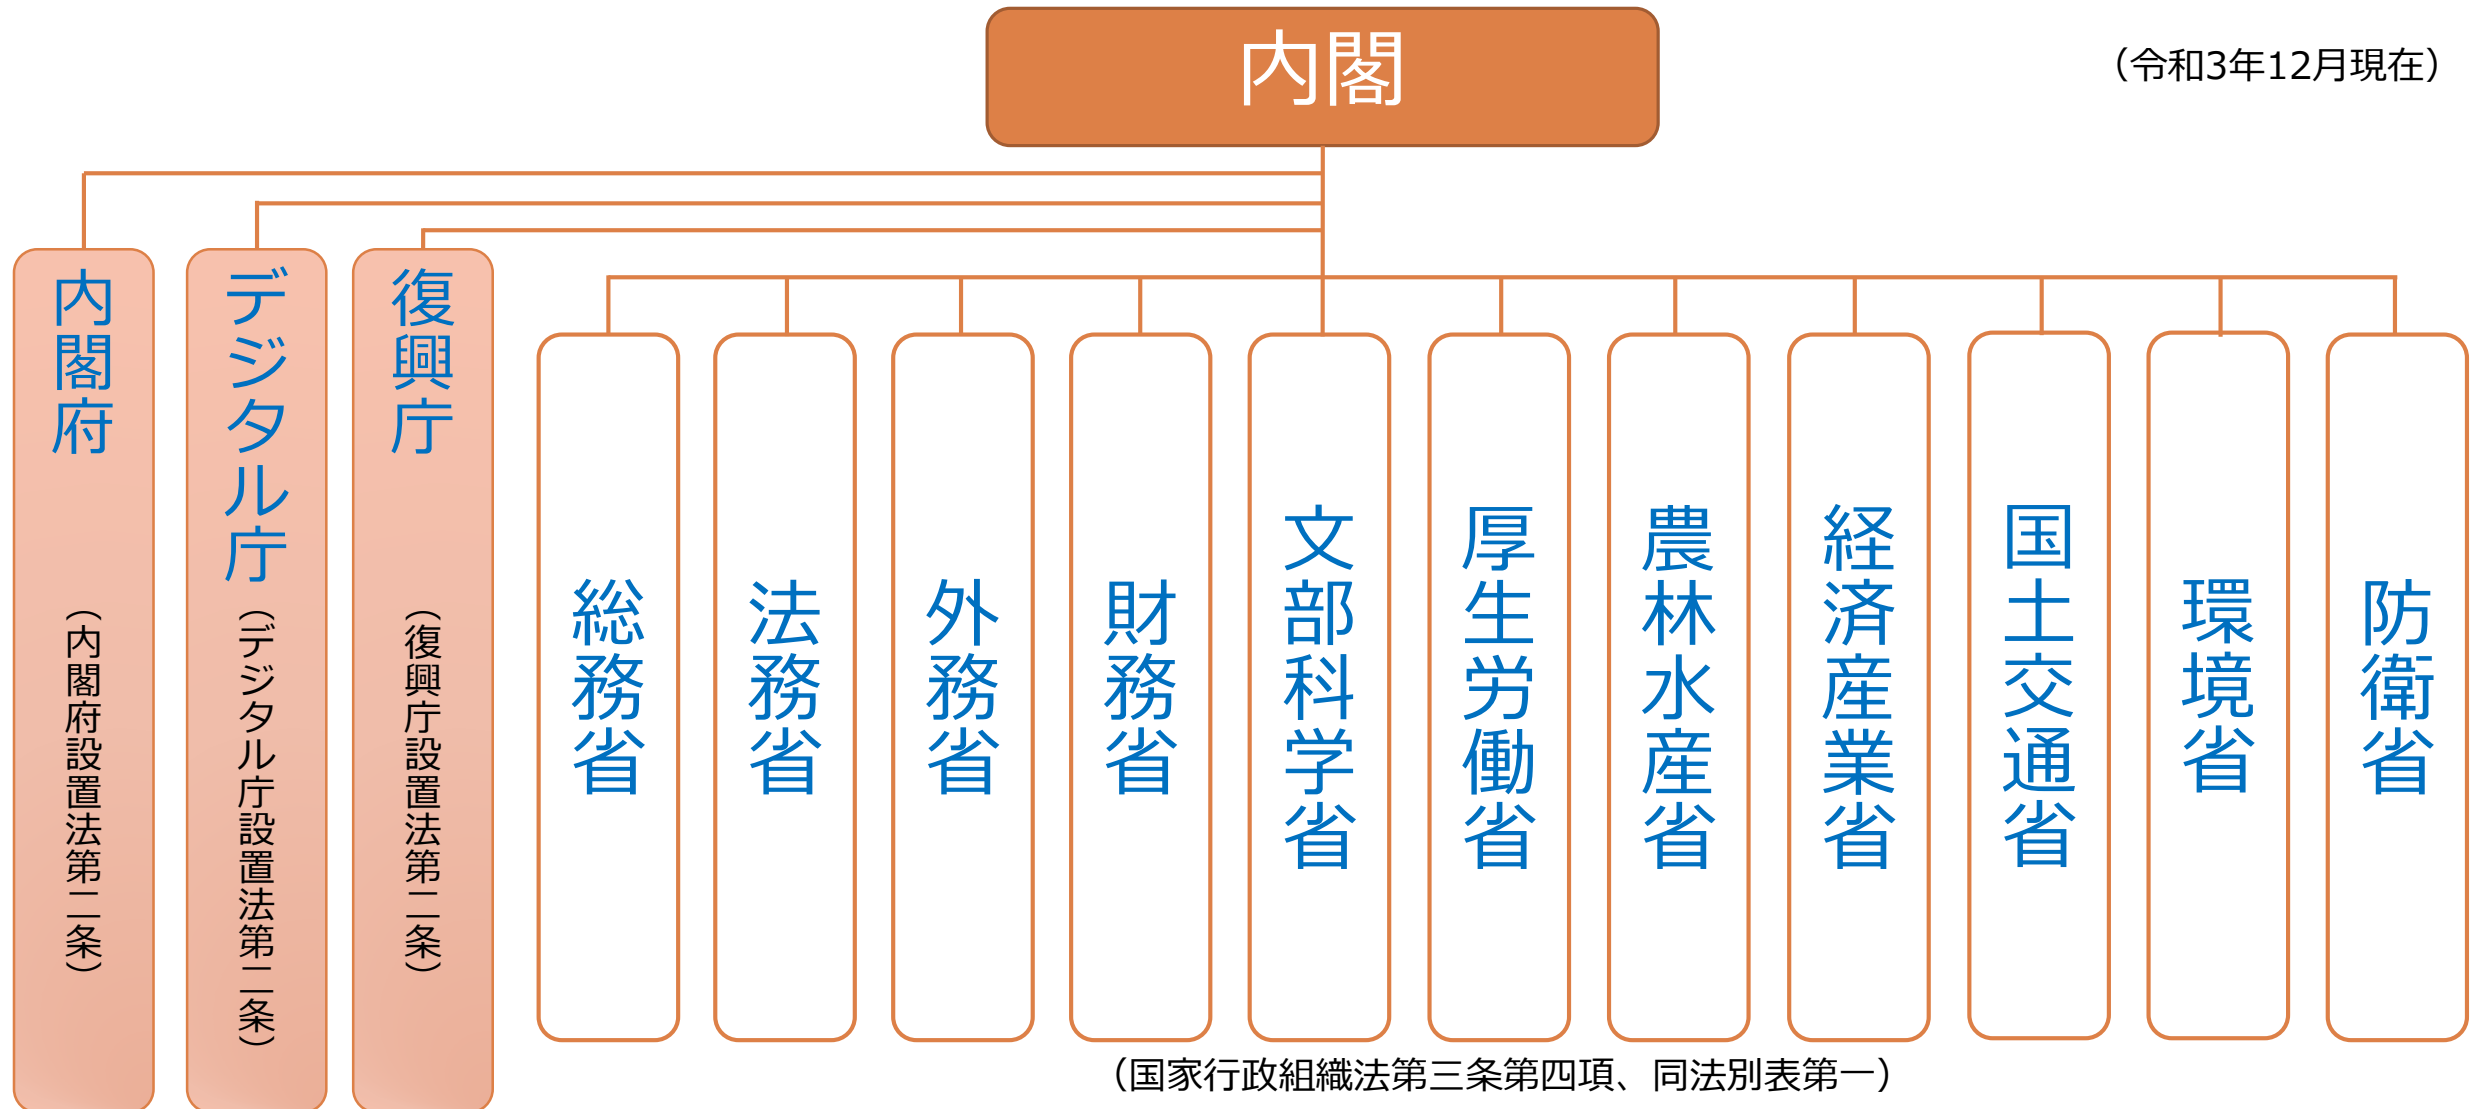 内閣
（令和3年12月現在）
内閣府
（内閣府設置法第二条）
デジタル庁
（デジタル庁設置法第二条）
復興庁
（復興庁設置法第二条）
総務省
法務省
外務省
財務省
文部科学省
厚生労働省
農林水産省
経済産業省
国土交通省
環境省
防衛省
（国家行政組織法第三条第四項、同法別表第一）